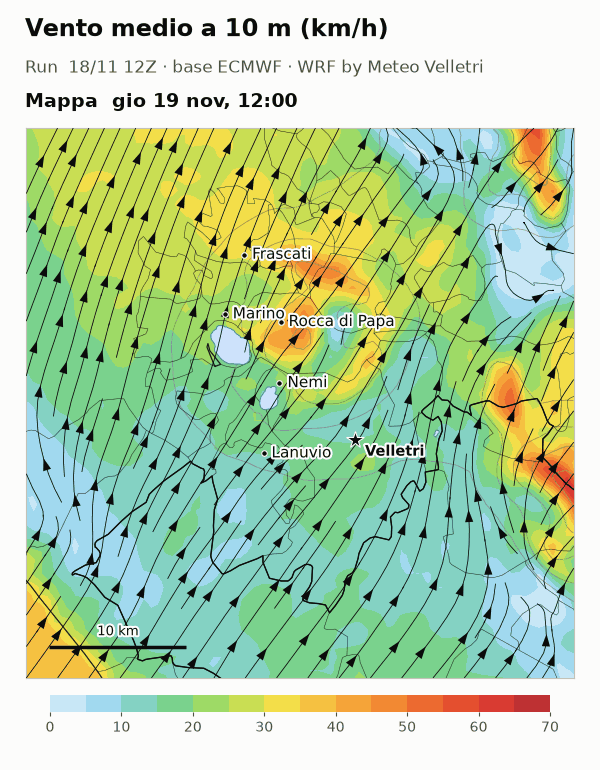 Vento medio a 10 m (km/h)
Run  18/11 12Z · base ECMWF · WRF by Meteo Velletri
Mappa  gio 19 nov, 12:00
Frascati
Marino
Rocca di Papa
Nemi
Velletri
Lanuvio
10 km
0 10 20 30 40 50 60 70